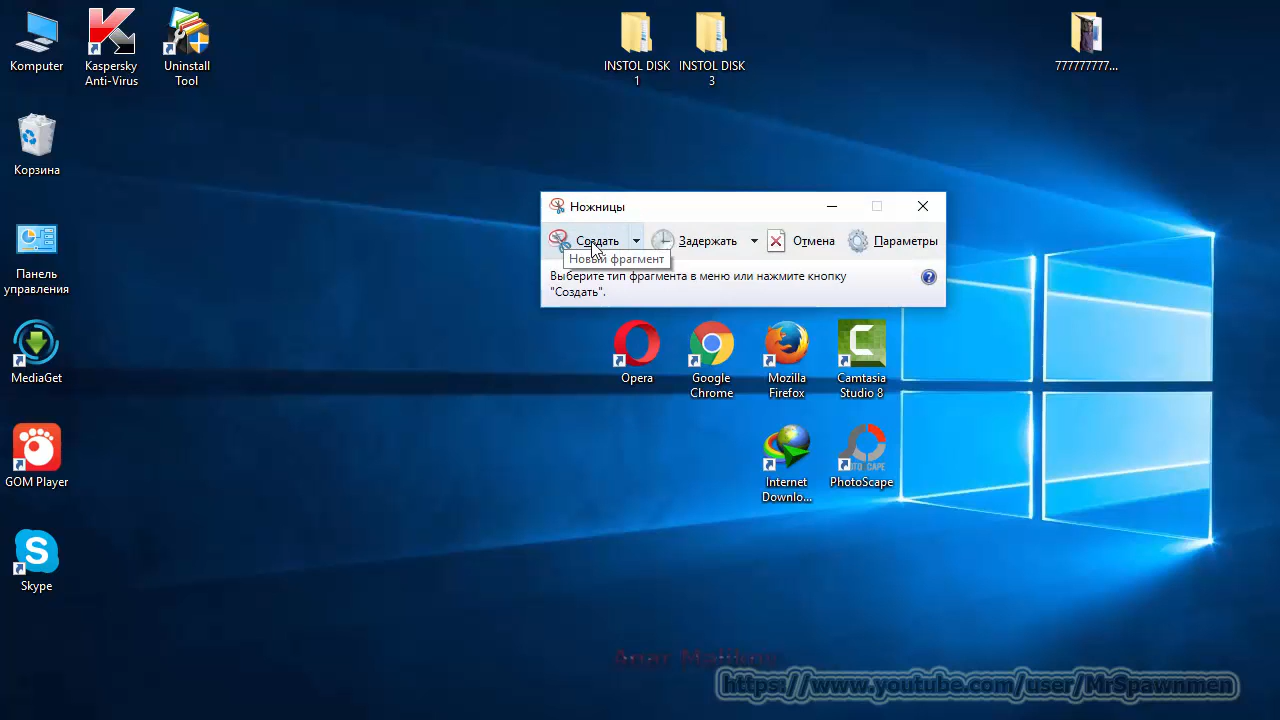 Komputer
Kaspersky
Anti-Virus
Uninstall
Tool
INSTOL DISK
1
INSTOL DISK
3
777777777...
Корзина
Ножницы
Создать
Задержать
Отмена
Параметры
Новый фрагмент
Выберите тип фрагмента в меню или нажмите кнопку
"Создать".
Панель
управления
MediaGet
Opera
Google
Chrome
Mozilla
Firefox
Camtasia
Studio 8
GOM Player
Internet
Downlo...
PhotoScape
Skype
https://www.youtube.com/user/MrSpawnmen